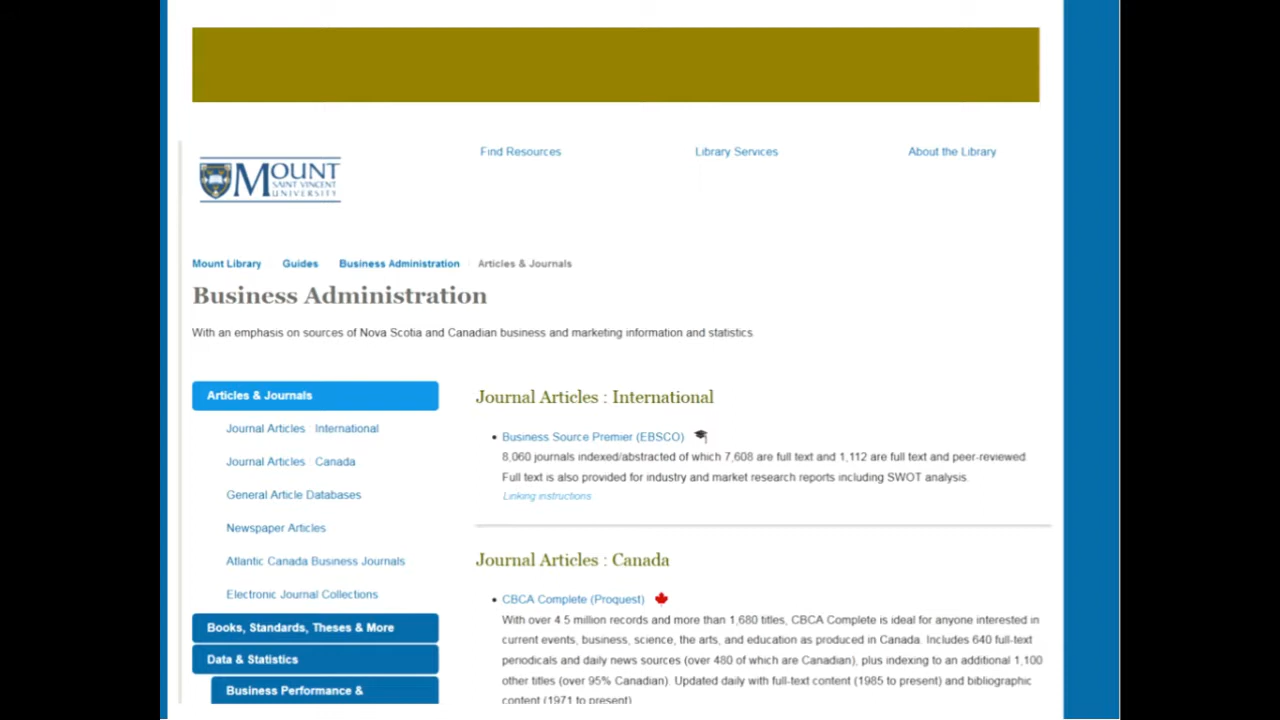 Find Resources
Library Services
About the Library
MOUNT
SAINT VINCENT
UNIVERSITY
Mount Library Guides Business Administration Articles & Journals
Business Administration
With an emphasis on sources of Nova Scotia and Canadian business and marketing information and statistics
Articles & Journals
Journal Articles International
Journal Articles Canada
General Article Databases
Newspaper Articles
Atlantic Canada Business Journals
Electronic Journal Collections
Books, Standards, Theses & More
Data & Statistics
Business Performance &
Journal Articles : International
• Business Source Premier (EBSCO)
8,060 journals indexed/abstracted of which 7,608 are full text and 1,112 are full text and peer-reviewed
Full text is also provided for industry and market research reports including SWOT analysis.
Linking instructions
Journal Articles : Canada
• CBCA Complete (Proquest)
With over 4 5 million records and more than 1,680 titles, CBCA Complete is ideal for anyone interested in
current events, business, science, the arts, and education as produced in Canada. Includes 640 full-text
periodicals and daily news sources (over 480 of which are Canadian), plus indexing to an additional 1,100
other titles (over 95% Canadian). Updated daily with full-text content (1985 to present) and bibliographic
content (1971 to present)